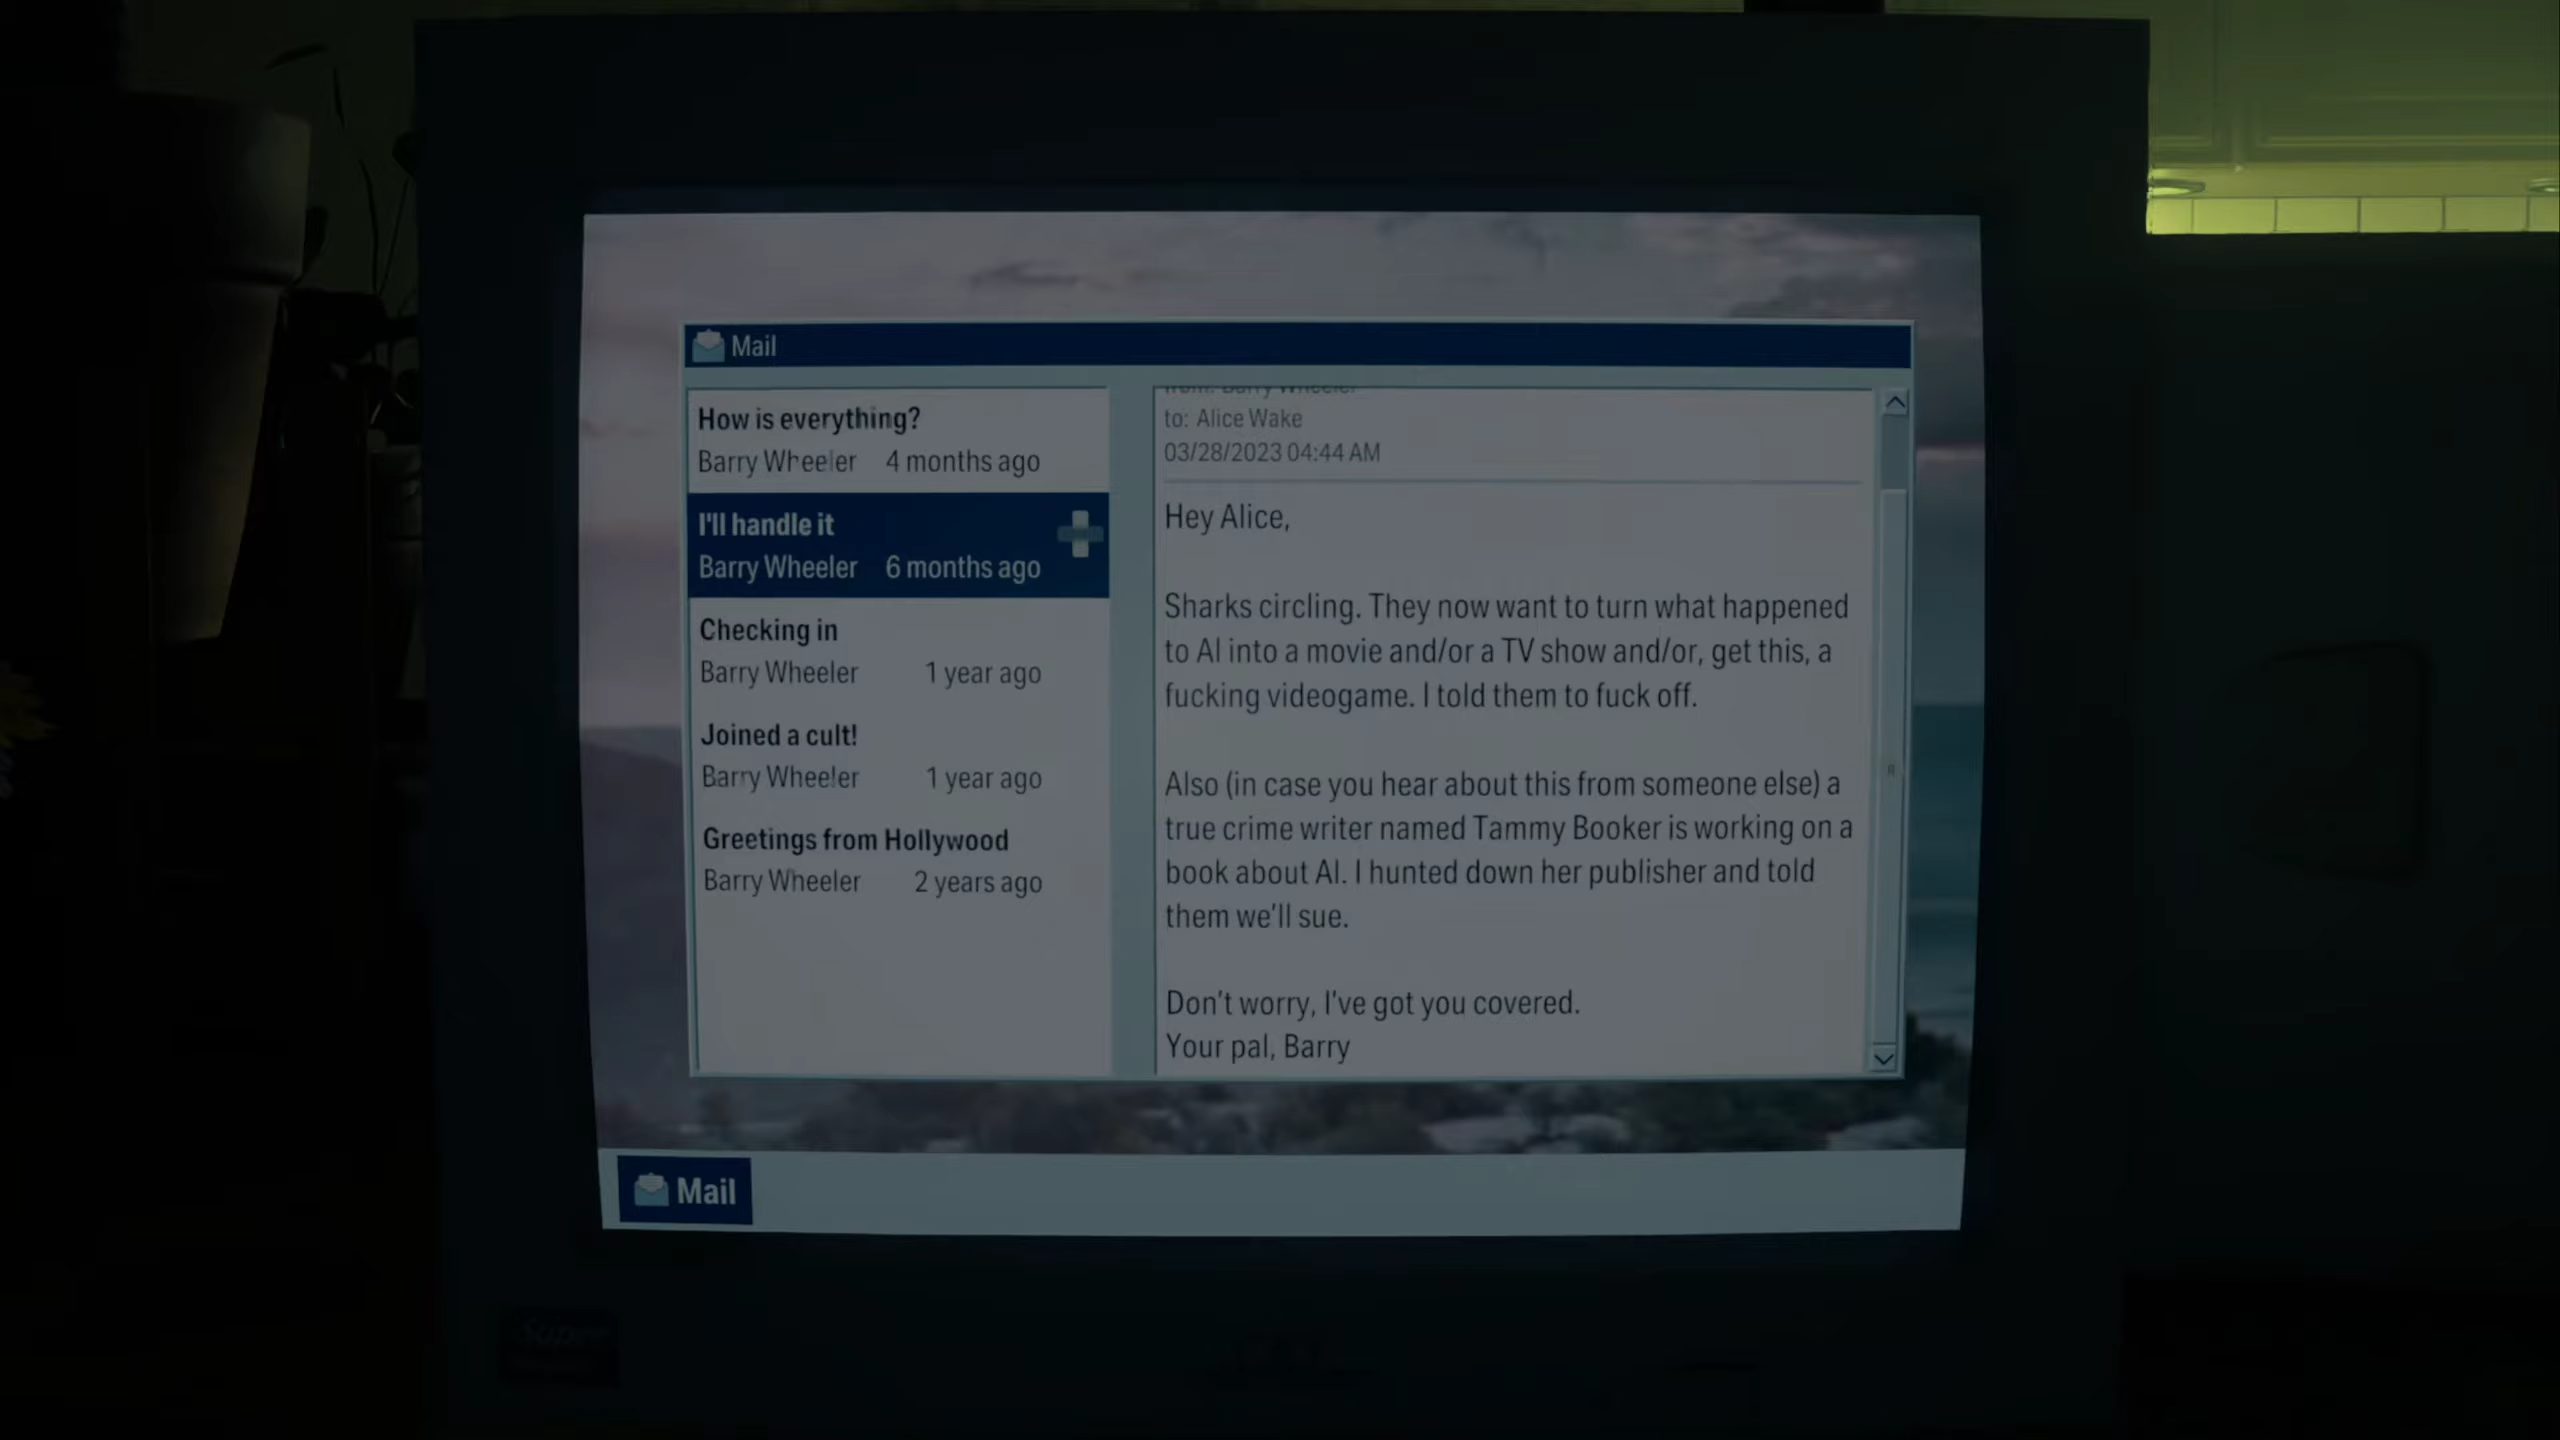 Mail
How is everything?
Barry Wheeler 4 months ago
I'll handle it
Barry Wheeler 6 months ago
Checking in
Barry Wheeler 1 year ago
Joined a cult!
Barry Wheeler 1 year ago
Greetings from Hollywood
Barry Wheeler 2 years ago
from: Barry Wheeler
to: Alice Wake
03/28/2023 04:44 AM
Hey Alice,
Sharks circling. They now want to turn what happened
to Al into a movie and/or a TV show and/or, get this, a
fucking videogame. I told them to fuck off.
Also (in case you hear about this from someone else) a
true crime writer named Tammy Booker is working on a
book about Al. I hunted down her publisher and told
them we'll sue.
Don't worry, I've got you covered.
Your pal, Barry
Mail
Super